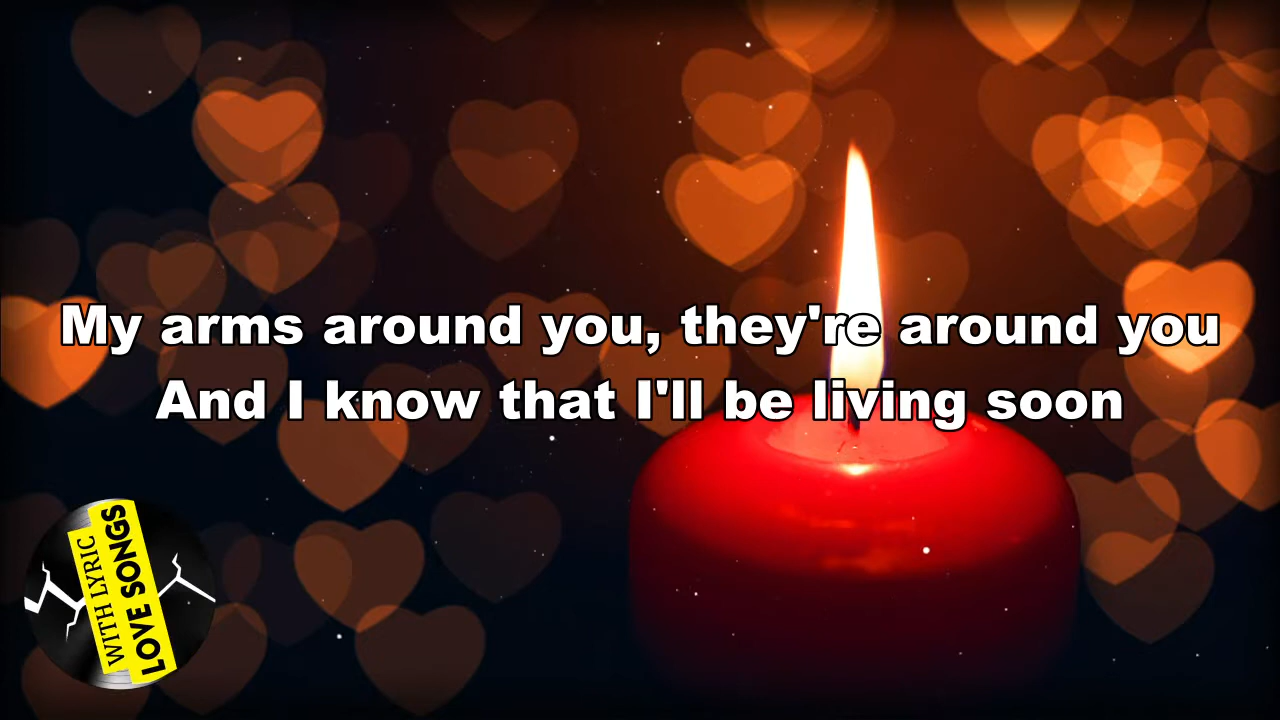 My arms around you, they're around you
And I know that I'll be living soon
WITH LYRIC
LOVE SONGS